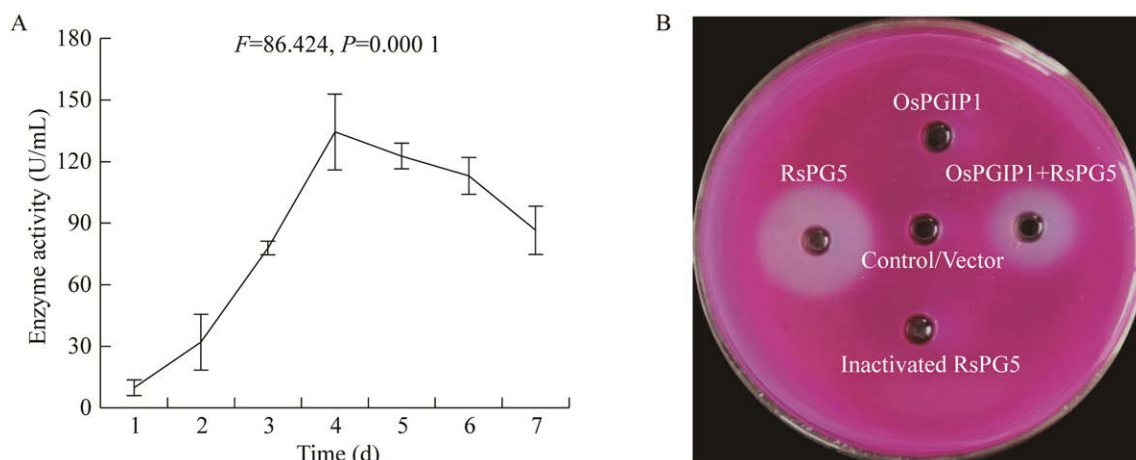 A
F=86.424, P=0.000 1
180
150
120
90
60
30
0
Enzyme activity (U/mL)
1 2 3 4 5 6 7
Time (d)
B
OsPGIP1
RsPG5
OsPGIP1+RsPG5
Control/Vector
Inactivated RsPG5